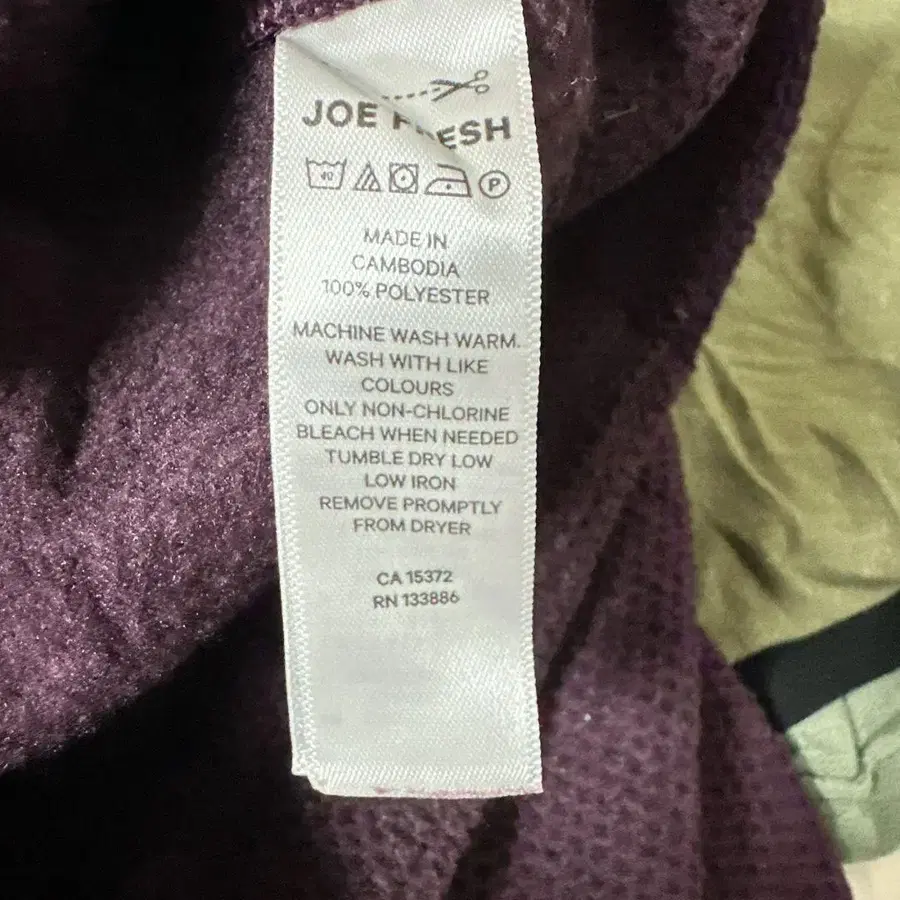 JOE FRESH
40
P
MADE IN
CAMBODIA
100% POLYESTER
MACHINE WASH WARM.
WASH WITH LIKE
COLOURS
ONLY NON-CHLORINE
BLEACH WHEN NEEDED
TUMBLE DRY LOW
LOW IRON
REMOVE PROMPTLY
FROM DRYER
CA 15372
RN 133886